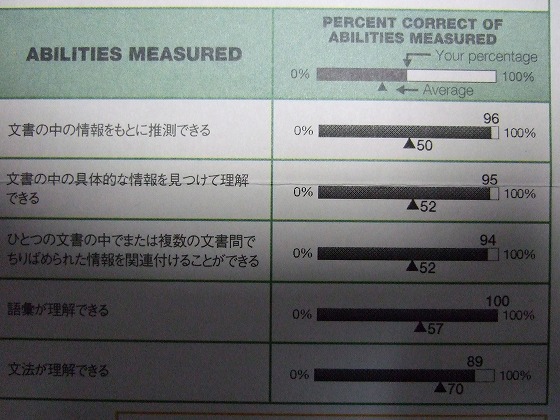 ABILITIES MEASURED
PERCENT CORRECT OF
ABILITIES MEASURED
Your percentage
0% 100%
Average
文書の中の情報をもとに推測できる
96
0% 100%
50
文書の中の具体的な情報を見つけて理解
できる
95
0% 100%
52
ひとつの文書の中でまたは複数の文書間で
ちりばめられた情報を関連付けることができる
94
0% 100%
52
語彙が理解できる
100
0% 100%
57
文法が理解できる
89
0% 100%
70